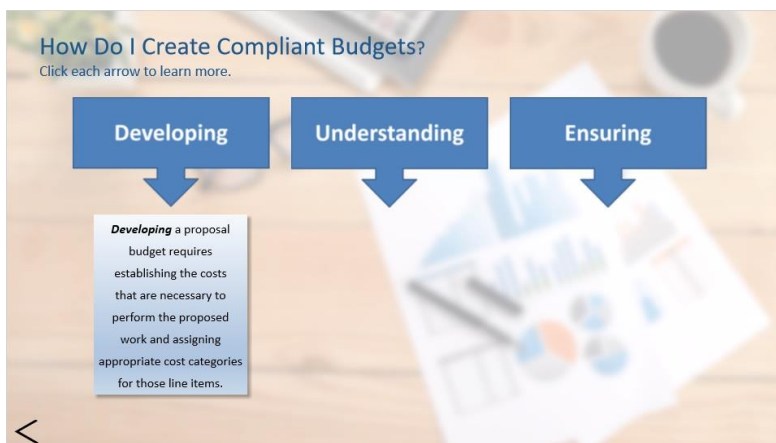 How Do I Create Compliant Budgets?
Click each arrow to learn more.
Developing
Understanding
Ensuring
Developing a proposal
budget requires
establishing the costs
that are necessary to
perform the proposed
work and assigning
appropriate cost categories
for those line items.